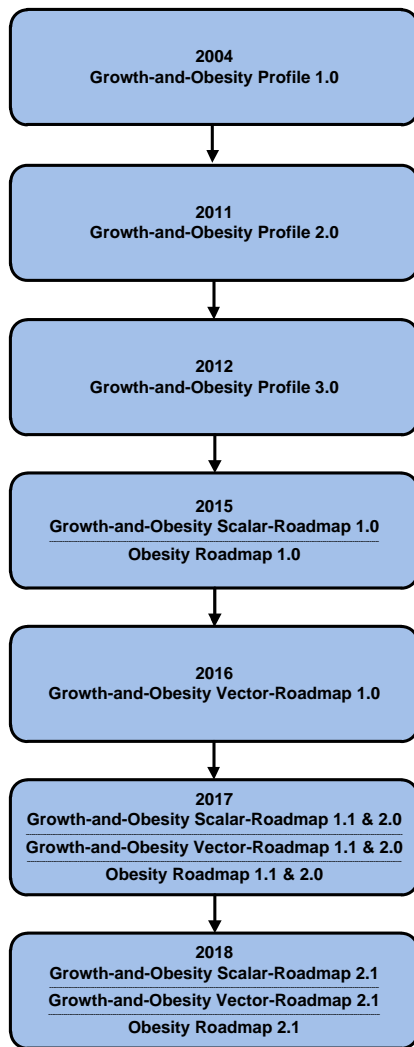 2004
Growth-and-Obesity Profile 1.0
2011
Growth-and-Obesity Profile 2.0
2012
Growth-and-Obesity Profile 3.0
2015
Growth-and-Obesity Scalar-Roadmap 1.0
Obesity Roadmap 1.0
2016
Growth-and-Obesity Vector-Roadmap 1.0
2017
Growth-and-Obesity Scalar-Roadmap 1.1 & 2.0
Growth-and-Obesity Vector-Roadmap 1.1 & 2.0
Obesity Roadmap 1.1 & 2.0
2018
Growth-and-Obesity Scalar-Roadmap 2.1
Growth-and-Obesity Vector-Roadmap 2.1
Obesity Roadmap 2.1